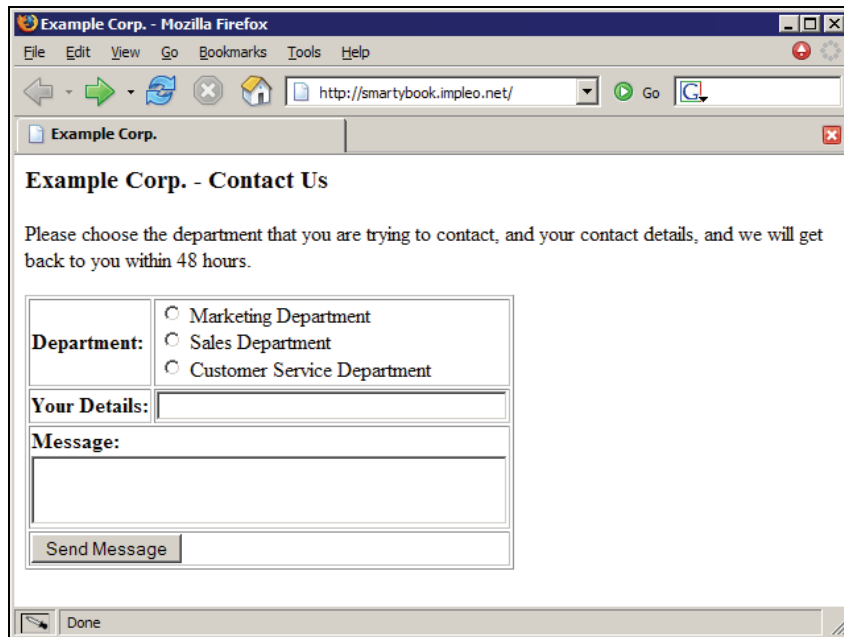 Example Corp. - Mozilla Firefox
File Edit View Go Bookmarks Tools Help
http://smartybook.impleo.net/ Go G
Example Corp.
Example Corp. - Contact Us
Please choose the department that you are trying to contact, and your contact details, and we will get
back to you within 48 hours.
Marketing Department
Department: Sales Department
Customer Service Department
Your Details:
Message:
Send Message
Done